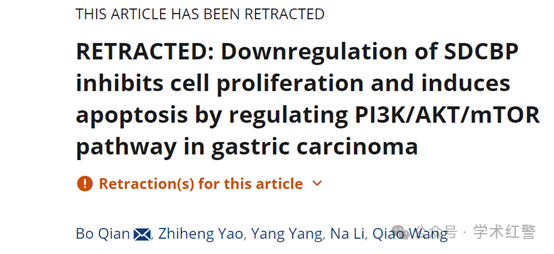 THIS ARTICLE HAS BEEN RETRACTED
RETRACTED: Downregulation of SDCBP
inhibits cell proliferation and induces
apoptosis by regulating PI3K/AKT/mTOR
pathway in gastric carcinoma
Retraction(s) for this article
Bo Qian, Zhiheng Yao, Yang Yang, Na Li, Qiao Wang
公众号 · 学术红警